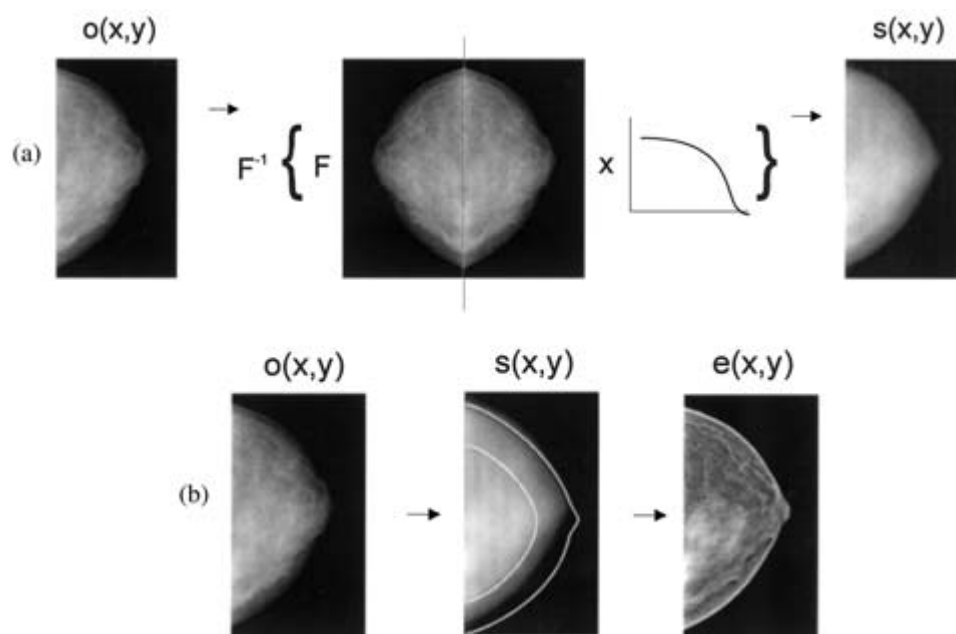 o(x,y)
s(x,y)
(a)
F⁻¹ { F
x
}
o(x,y)
s(x,y)
e(x,y)
(b)